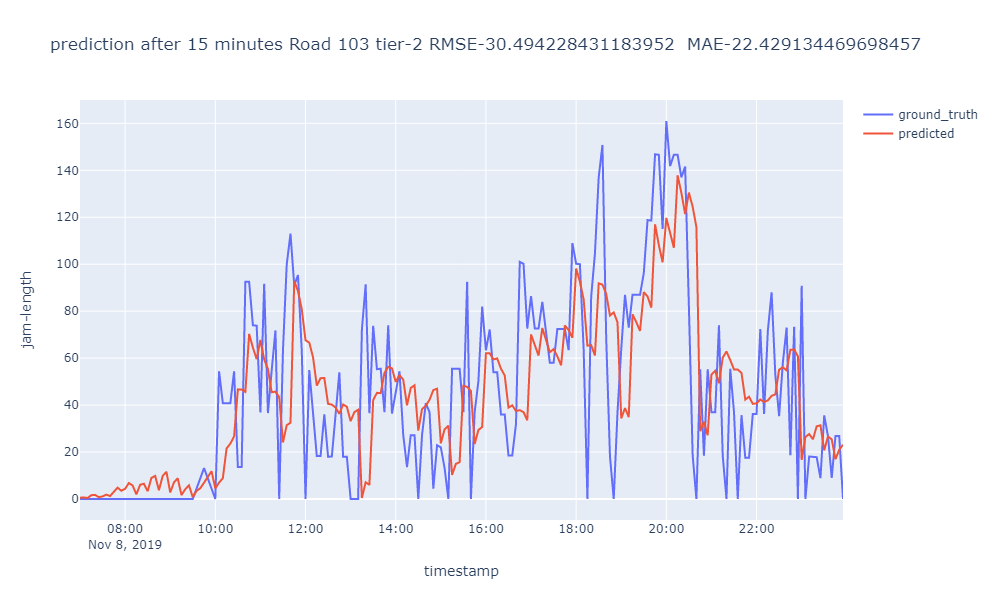 prediction after 15 minutes Road 103 tier-2 RMSE-30.494228431183952  MAE-22.429134469698457
ground_truth
predicted
160
140
120
100
80
60
40
20
0
jam-length
08:00 10:00 12:00 14:00 16:00 18:00 20:00 22:00
Nov 8, 2019
timestamp